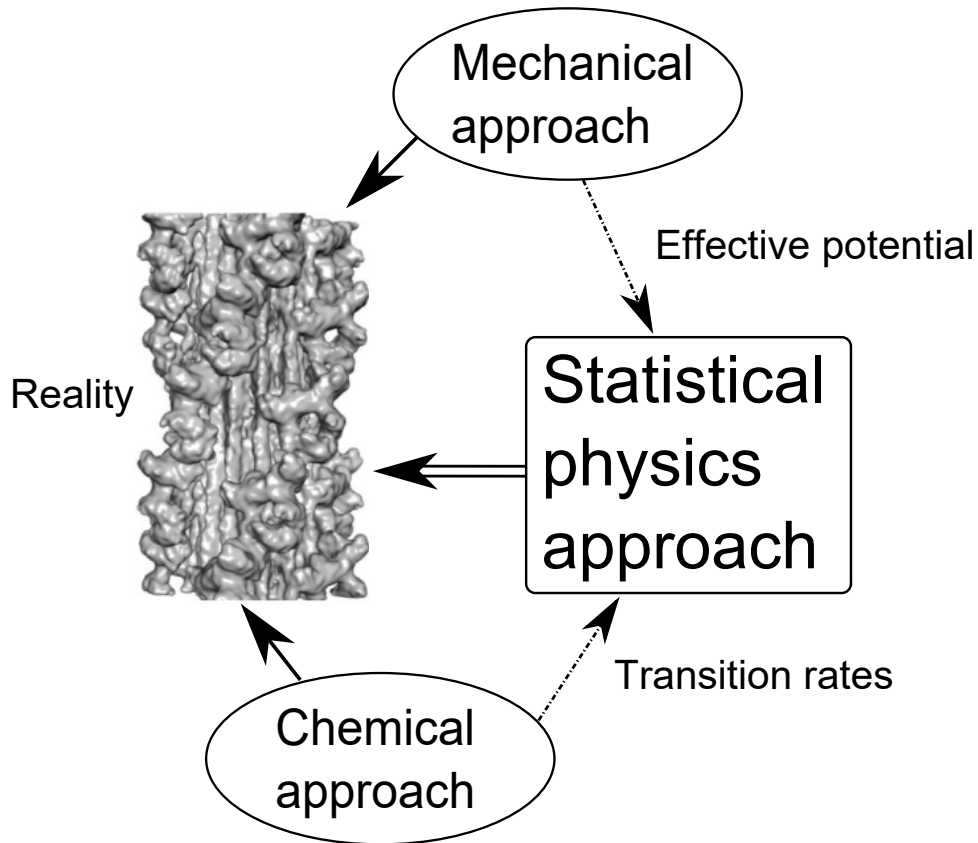 Mechanical
approach
Effective potential
Statistical
physics
approach
Reality
Transition rates
Chemical
approach